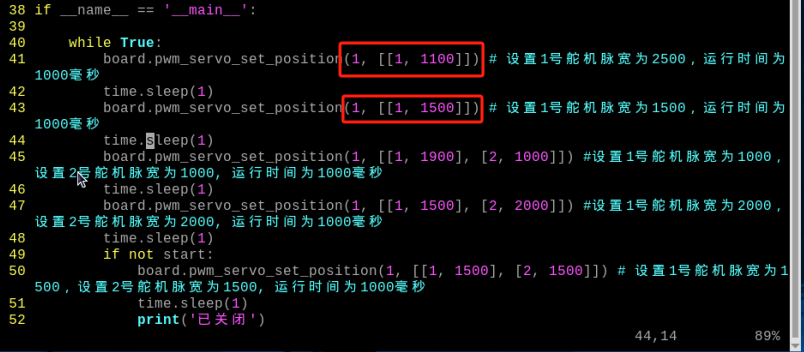 38 if __name__ == '__main__':
39
40     while True:
41         board.pwm_servo_set_position(1, [[1, 1100]]) # 设置1号舵机脉宽为2500，运行时间为
1000毫秒
42         time.sleep(1)
43         board.pwm_servo_set_position(1, [[1, 1500]]) # 设置1号舵机脉宽为1500，运行时间为
1000毫秒
44         time.sleep(1)
45         board.pwm_servo_set_position(1, [[1, 1900], [2, 1000]]) #设置1号舵机脉宽为1000，
设置2号舵机脉宽为1000, 运行时间为1000毫秒
46         time.sleep(1)
47         board.pwm_servo_set_position(1, [[1, 1500], [2, 2000]]) #设置1号舵机脉宽为2000，
设置2号舵机脉宽为2000, 运行时间为1000毫秒
48         time.sleep(1)
49         if not start:
50             board.pwm_servo_set_position(1, [[1, 1500], [2, 1500]]) # 设置1号舵机脉宽为1
500，设置2号舵机脉宽为1500, 运行时间为1000毫秒
51             time.sleep(1)
52             print('已关闭')
44,14 89%